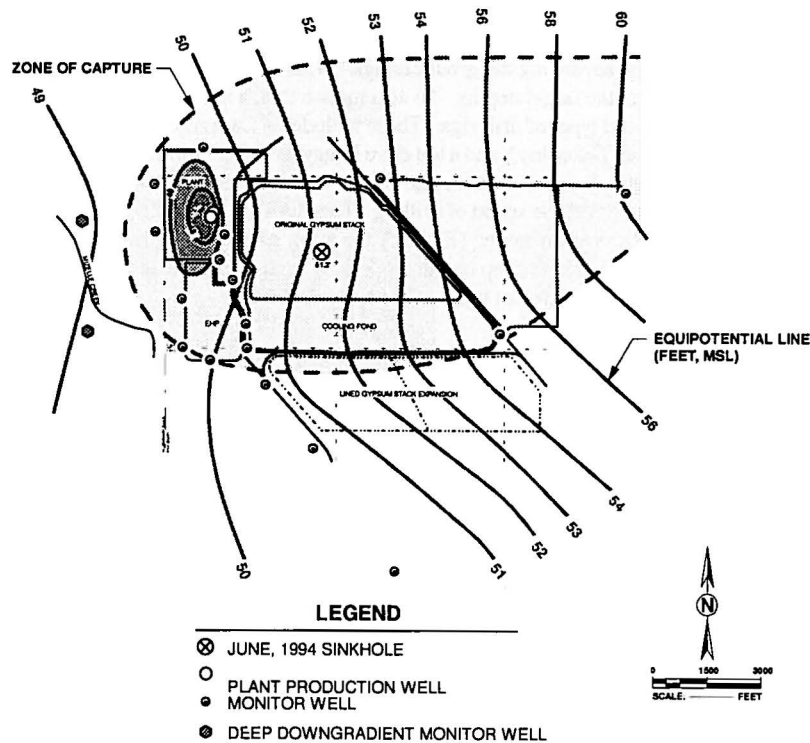 50
51
52
53
54
56
58
60
ZONE OF CAPTURE
49
PLANT
ORIGINAL GYPSUM STACK
51.2'
COOLING POND
EHP
EQUIPOTENTIAL LINE
(FEET, MSL)
LINED GYPSUM STACK EXPANSION
56
54
53
52
51
50
LEGEND
JUNE, 1994 SINKHOLE
PLANT PRODUCTION WELL
MONITOR WELL
DEEP DOWNGRADIENT MONITOR WELL
N
0 1500 3000
SCALE, FEET